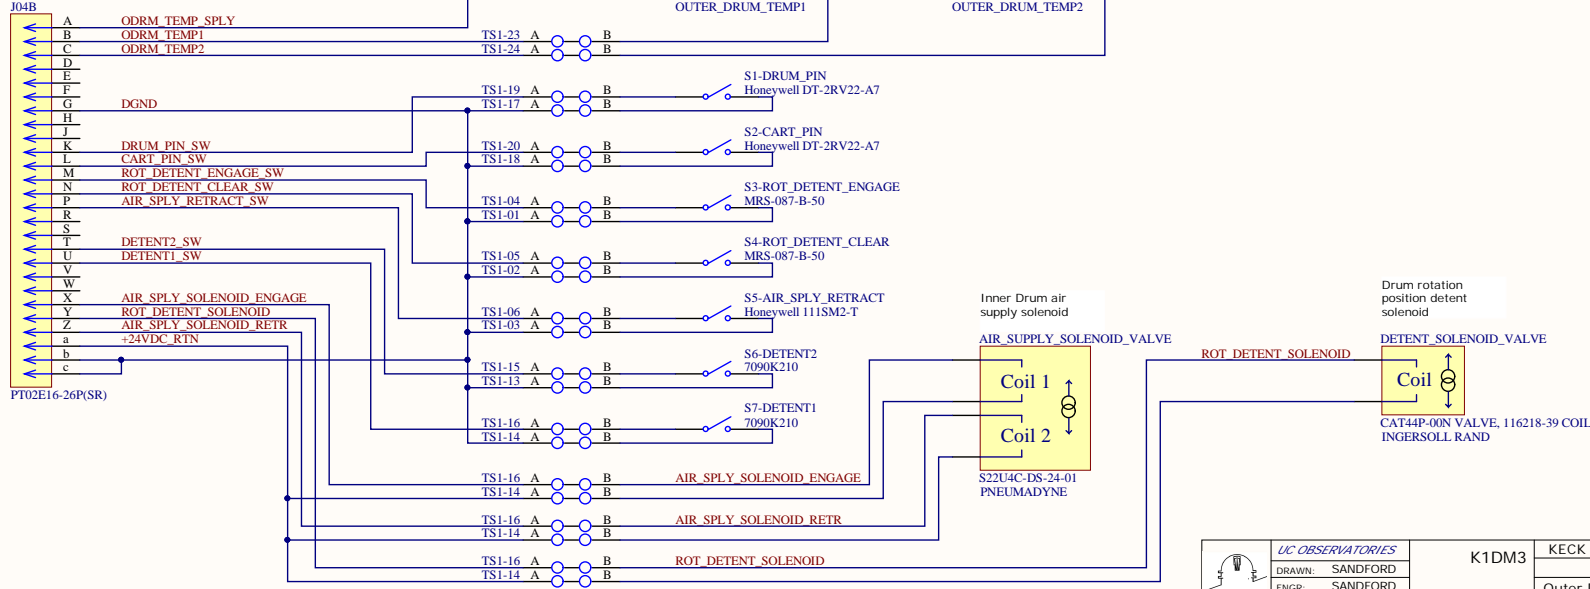 J04B
OUTER_DRUM_TEMP1
OUTER_DRUM_TEMP2
A ODRM_TEMP_SPLY
B ODRM_TEMP1 TS1-23 A B
C ODRM_TEMP2 TS1-24 A B
D
E
F
G DGND
H
J
K DRUM_PIN_SW
L CART_PIN_SW
M ROT_DETENT_ENGAGE_SW
N ROT_DETENT_CLEAR_SW
P AIR_SPLY_RETRACT_SW
R
S
T DETENT2_SW
U DETENT1_SW
V
W
X AIR_SPLY_SOLENOID_ENGAGE
Y ROT_DETENT_SOLENOID
Z AIR_SPLY_SOLENOID_RETR
a +24VDC_RTN
b
c
PT02E16-26P(SR)
S1-DRUM_PIN
TS1-19 A B Honeywell DT-2RV22-A7
TS1-17 A B
S2-CART_PIN
TS1-20 A B Honeywell DT-2RV22-A7
TS1-18 A B
S3-ROT_DETENT_ENGAGE
TS1-04 A B MRS-087-B-50
TS1-01 A B
S4-ROT_DETENT_CLEAR
TS1-05 A B MRS-087-B-50
TS1-02 A B
S5-AIR_SPLY_RETRACT
TS1-06 A B Honeywell 111SM2-T
TS1-03 A B
S6-DETENT2
TS1-15 A B 7090K210
TS1-13 A B
S7-DETENT1
TS1-16 A B 7090K210
TS1-14 A B
TS1-16 A B AIR_SPLY_SOLENOID_ENGAGE
TS1-14 A B
TS1-16 A B AIR_SPLY_SOLENOID_RETR
TS1-14 A B
TS1-16 A B ROT_DETENT_SOLENOID
TS1-14 A B
Inner Drum air
supply solenoid
AIR_SUPPLY_SOLENOID_VALVE
Coil 1
Coil 2
S22U4C-DS-24-01
PNEUMADYNE
Drum rotation
position detent
solenoid
DETENT_SOLENOID_VALVE
ROT_DETENT_SOLENOID
Coil
CAT44P-00N VALVE, 116218-39 COIL
INGERSOLL RAND
UC OBSERVATORIES
DRAWN: SANDFORD
ENGR: SANDFORD
K1DM3
KECK
Outer